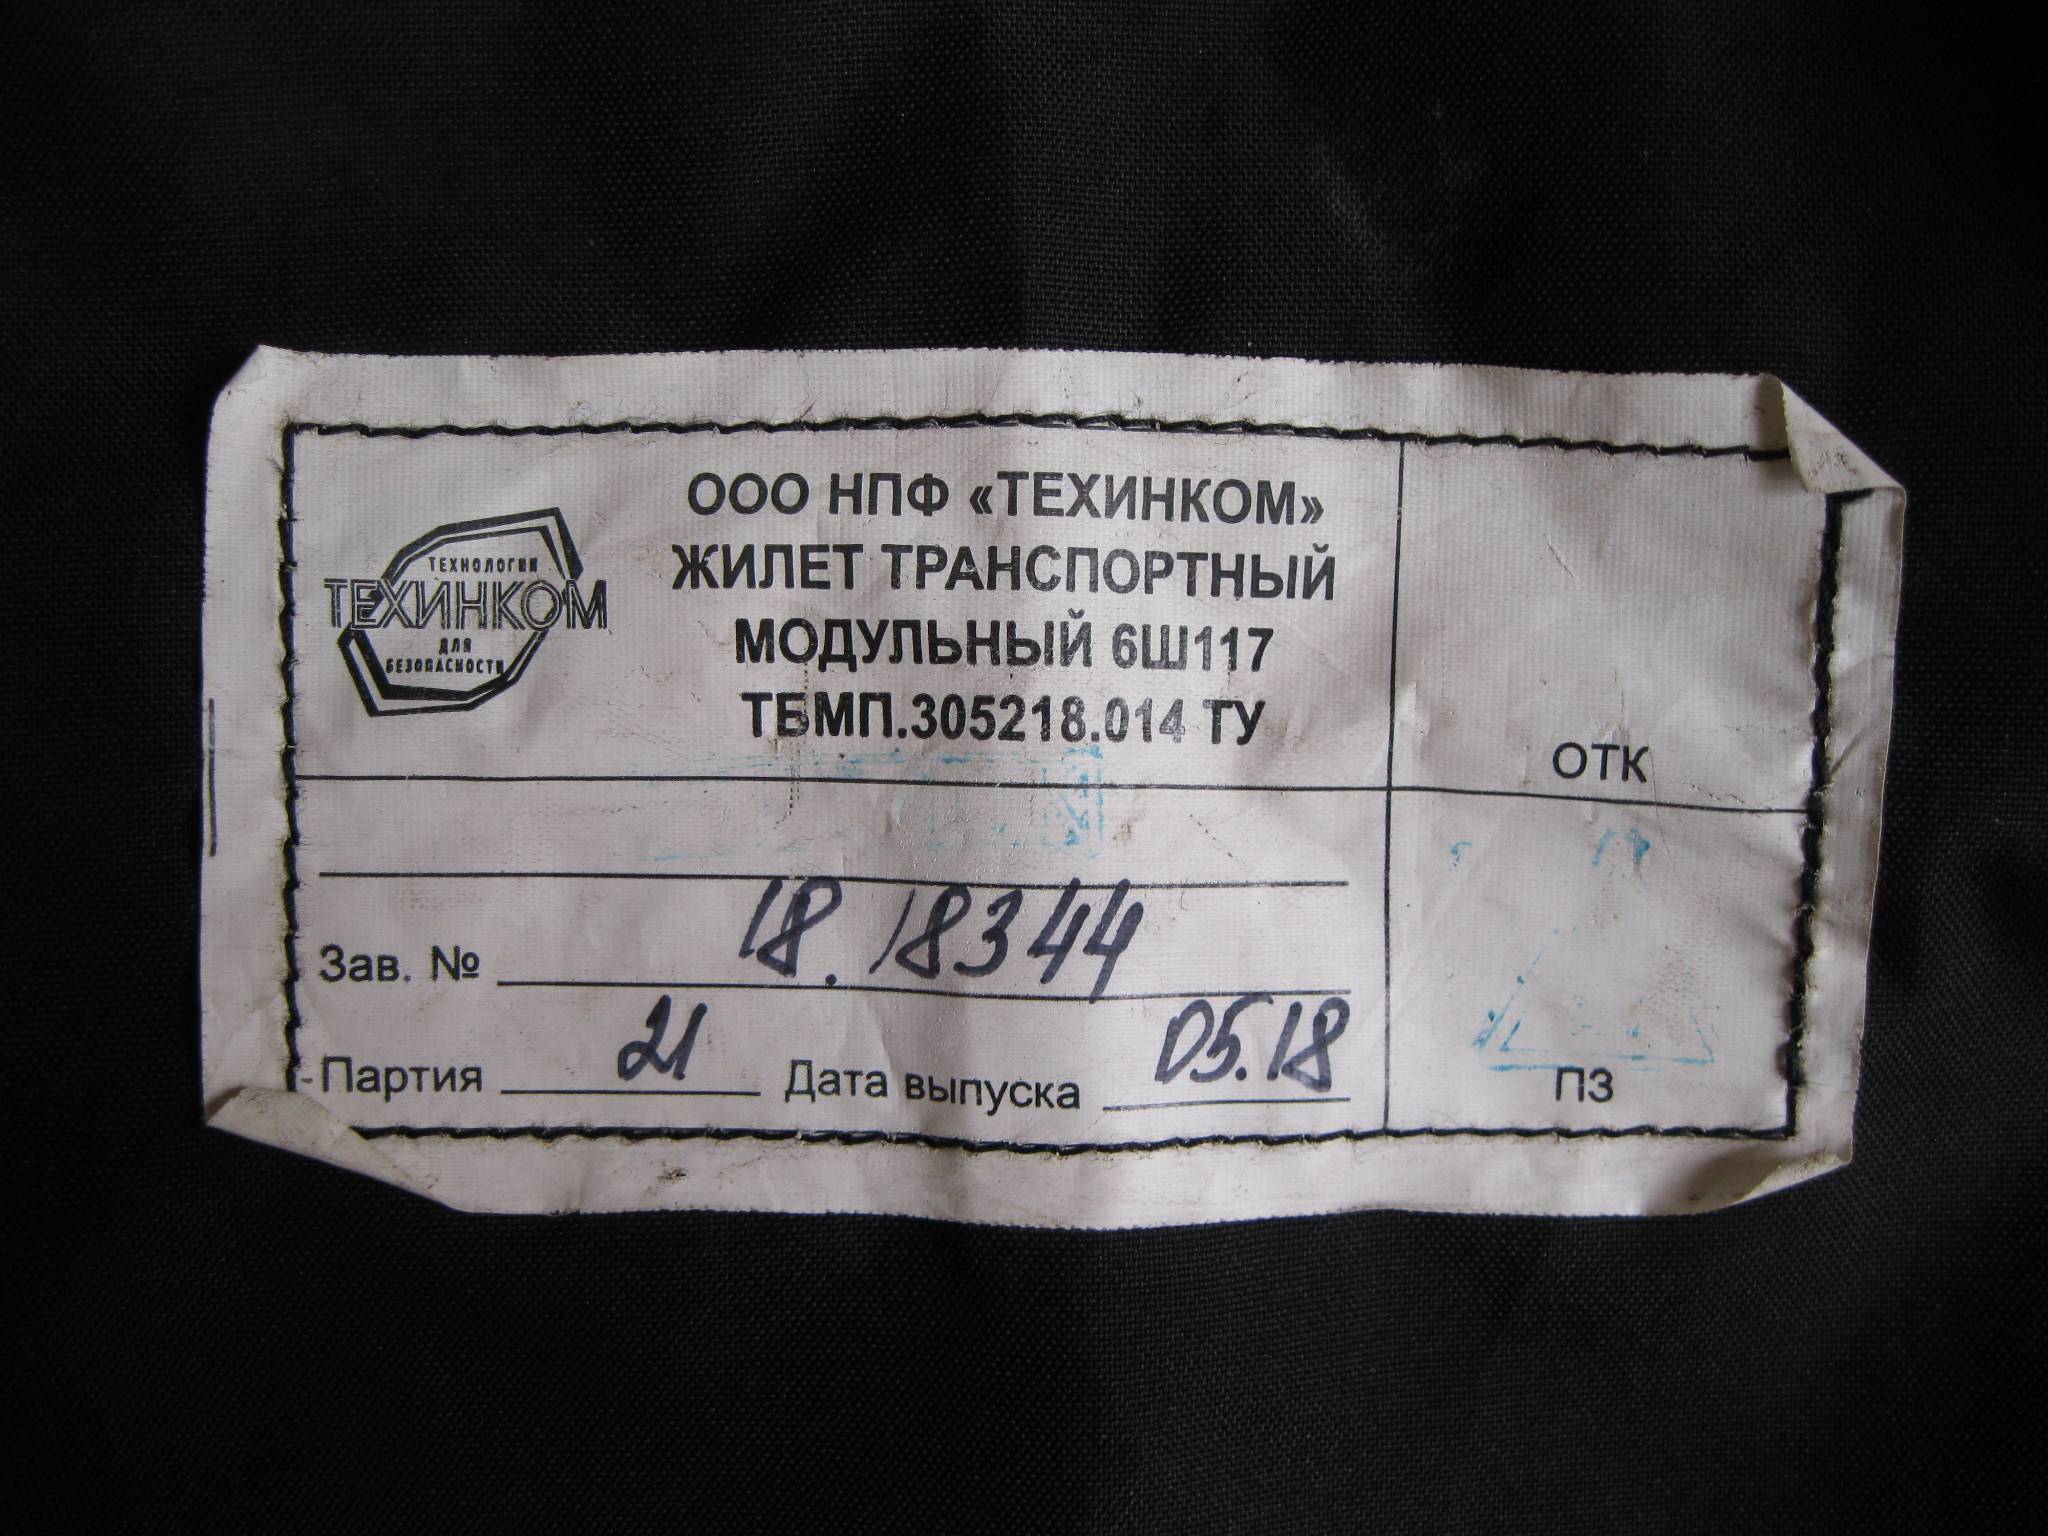 ООО НПФ «ТЕХИНКОМ»
ЖИЛЕТ ТРАНСПОРТНЫЙ
МОДУЛЬНЫЙ 6Ш117
ТБМП.305218.014 ТУ
ТЕХНОЛОГИИ
ТЕХИНКОМ
ДЛЯ
БЕЗОПАСНОСТИ
ОТК
Зав. № 18.18344
Партия 21 Дата выпуска 05.18
ПЗ